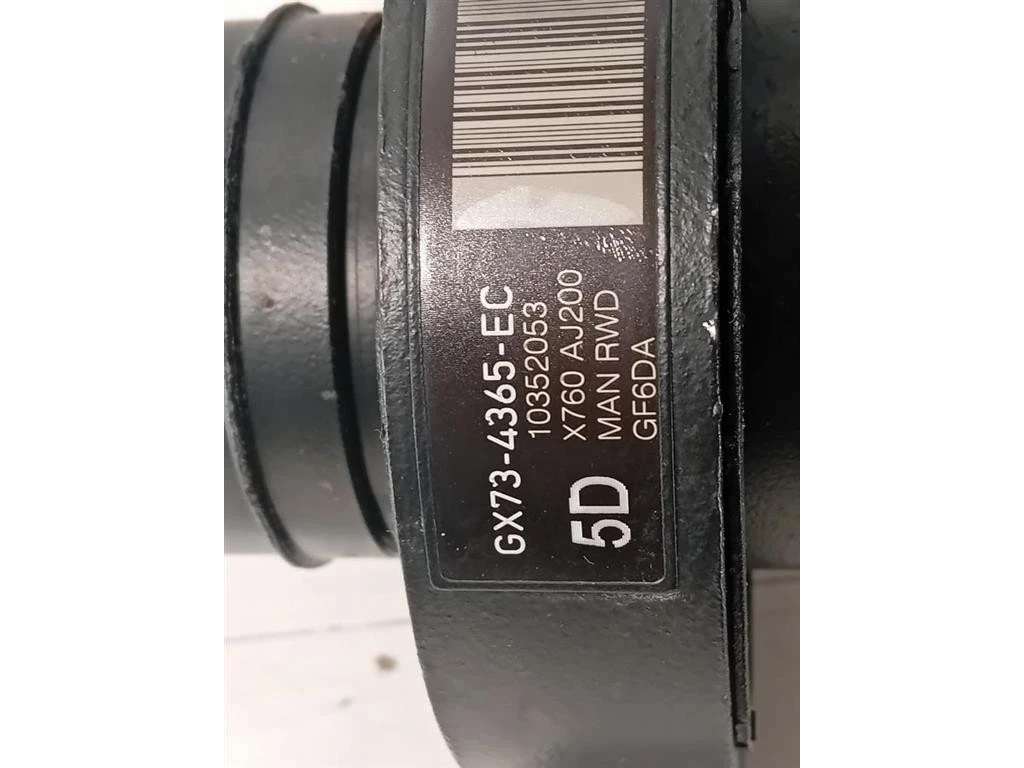 GX73-4365-EC
10352053
X760 AJ200
5D
MAN RWD
GF6DA